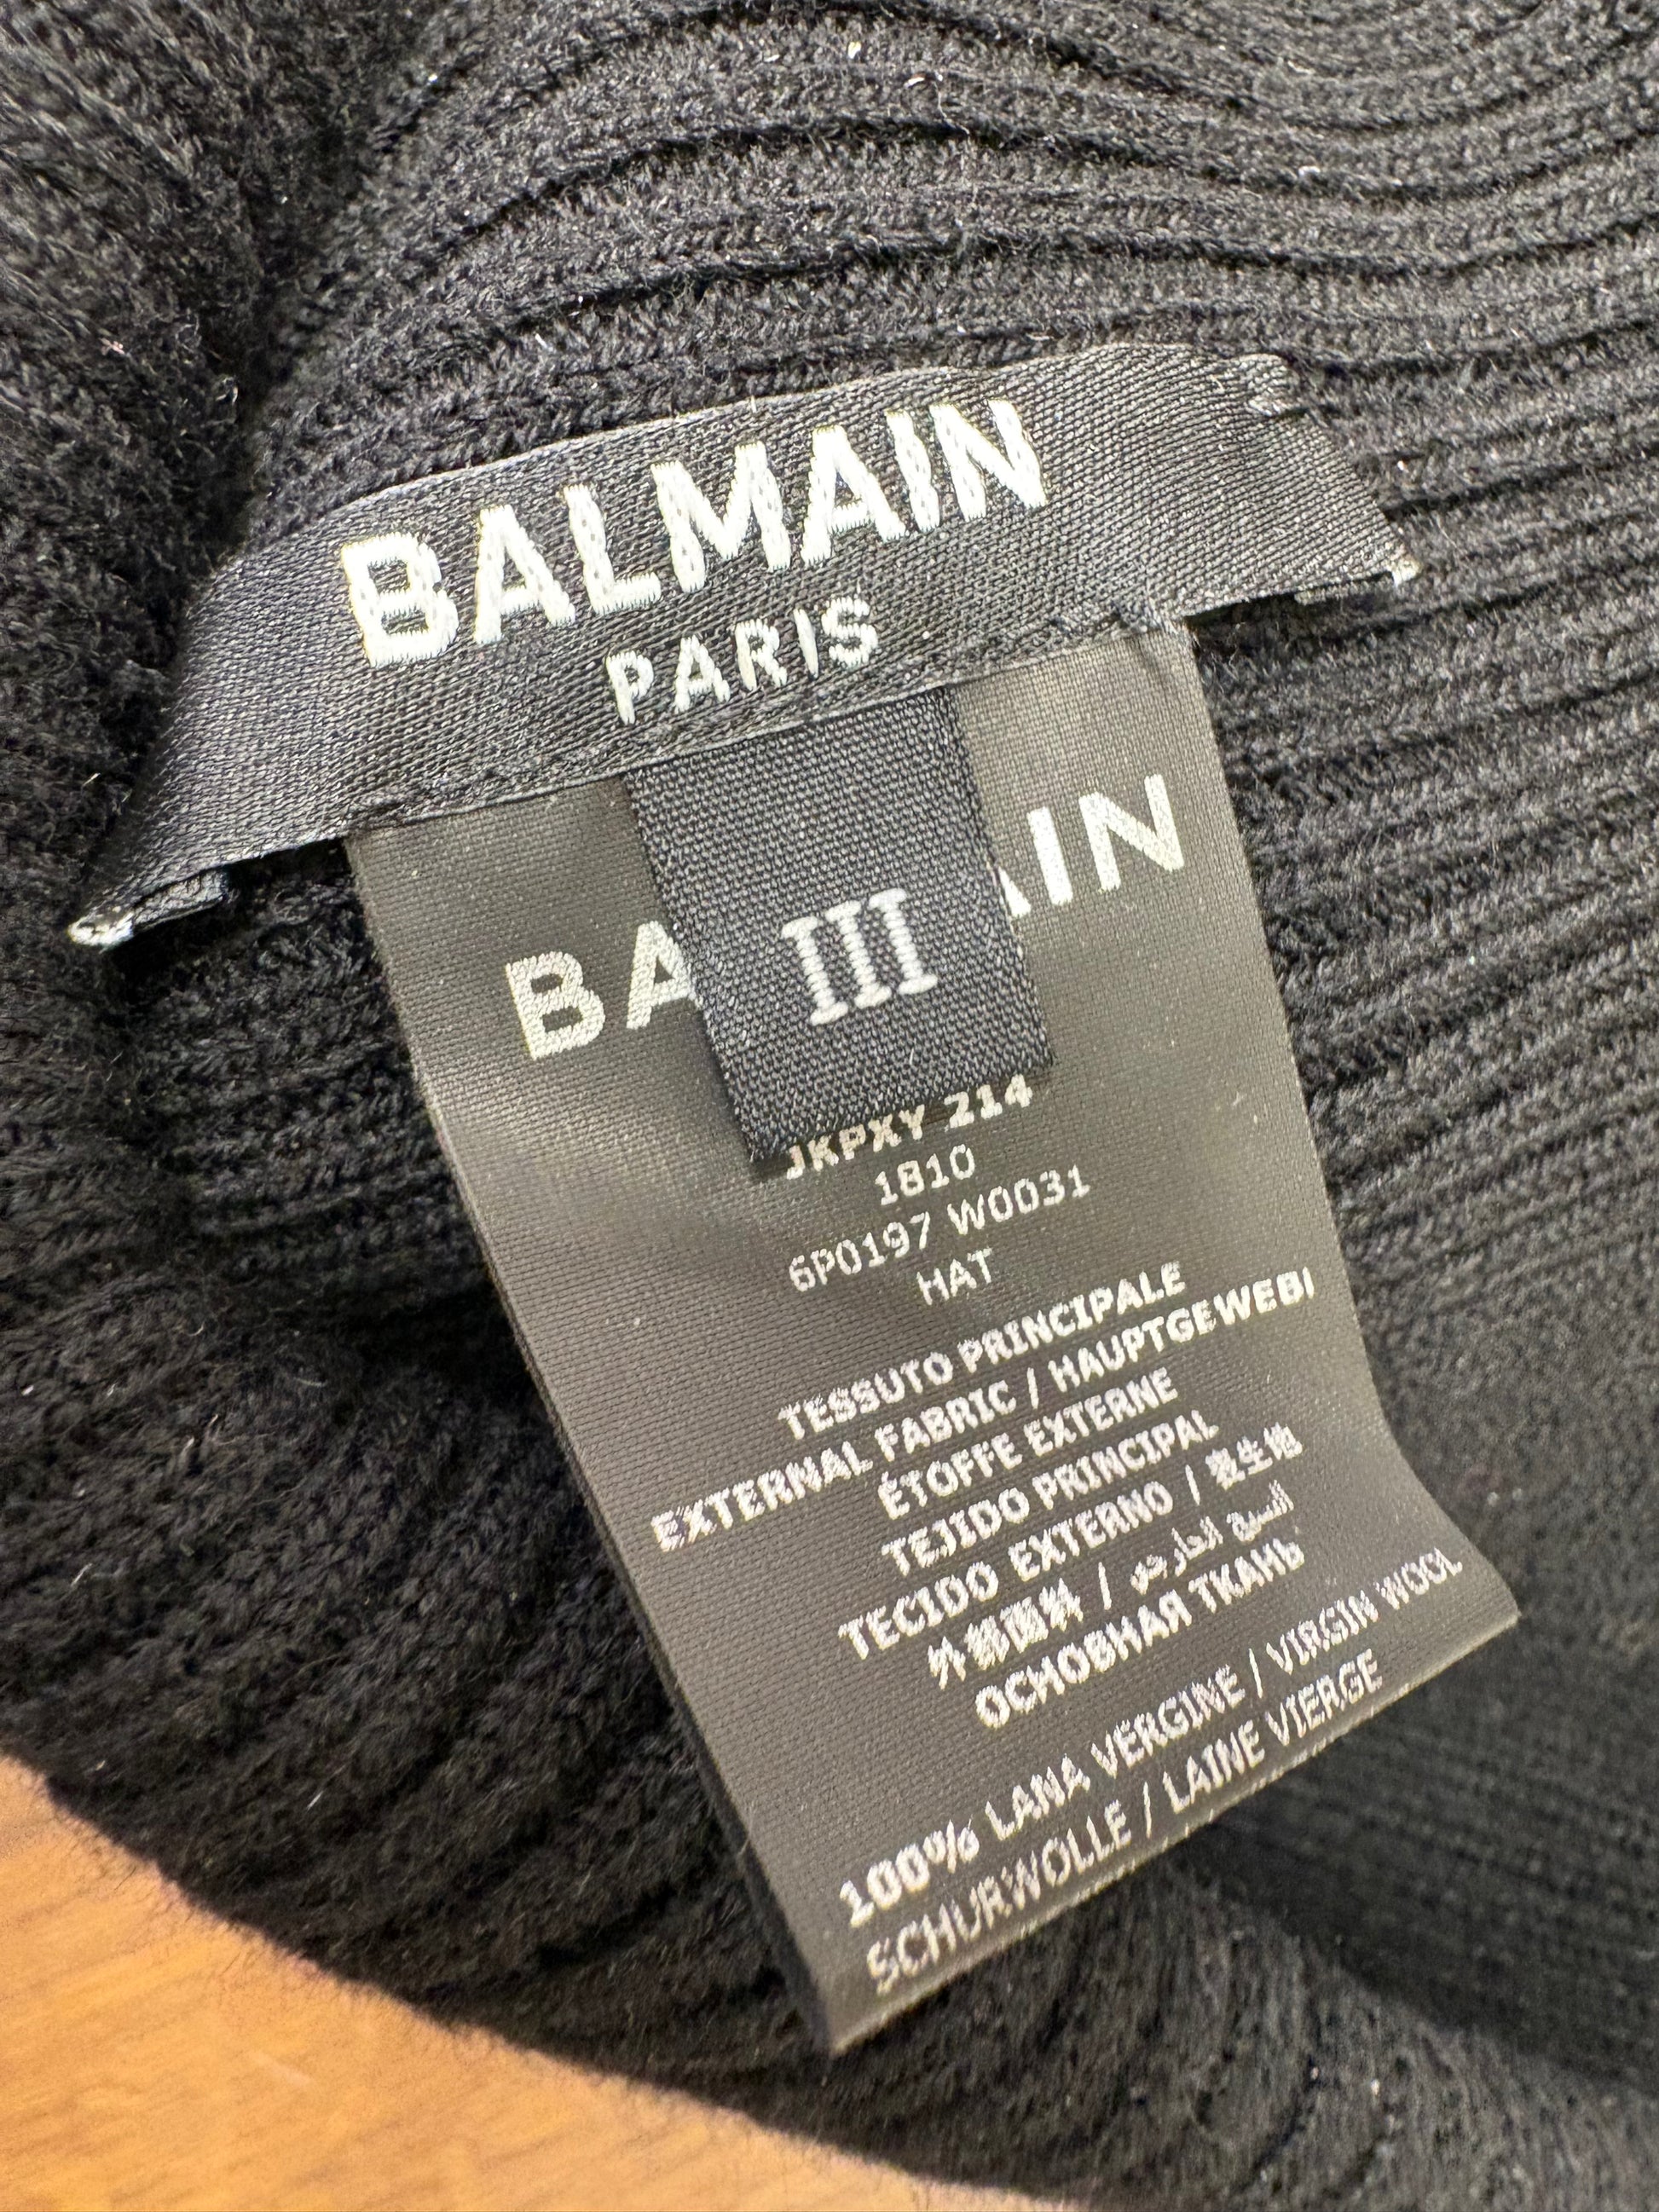 BALMAIN
PARIS
III
BA AIN
JKPXY 214
1810
6P0197 W0031
HAT
TESSUTO PRINCIPALE
EXTERNAL FABRIC / HAUPTGEWEBI
ÉTOFFE EXTERNE
TEJIDO PRINCIPAL
TECIDO EXTERNO / 表生地
外部面料 / النسيج الخارجي
ОСНОВНАЯ ТКАНЬ
100% LANA VERGINE / VIRGIN WOOL
SCHURWOLLE / LAINE VIERGE